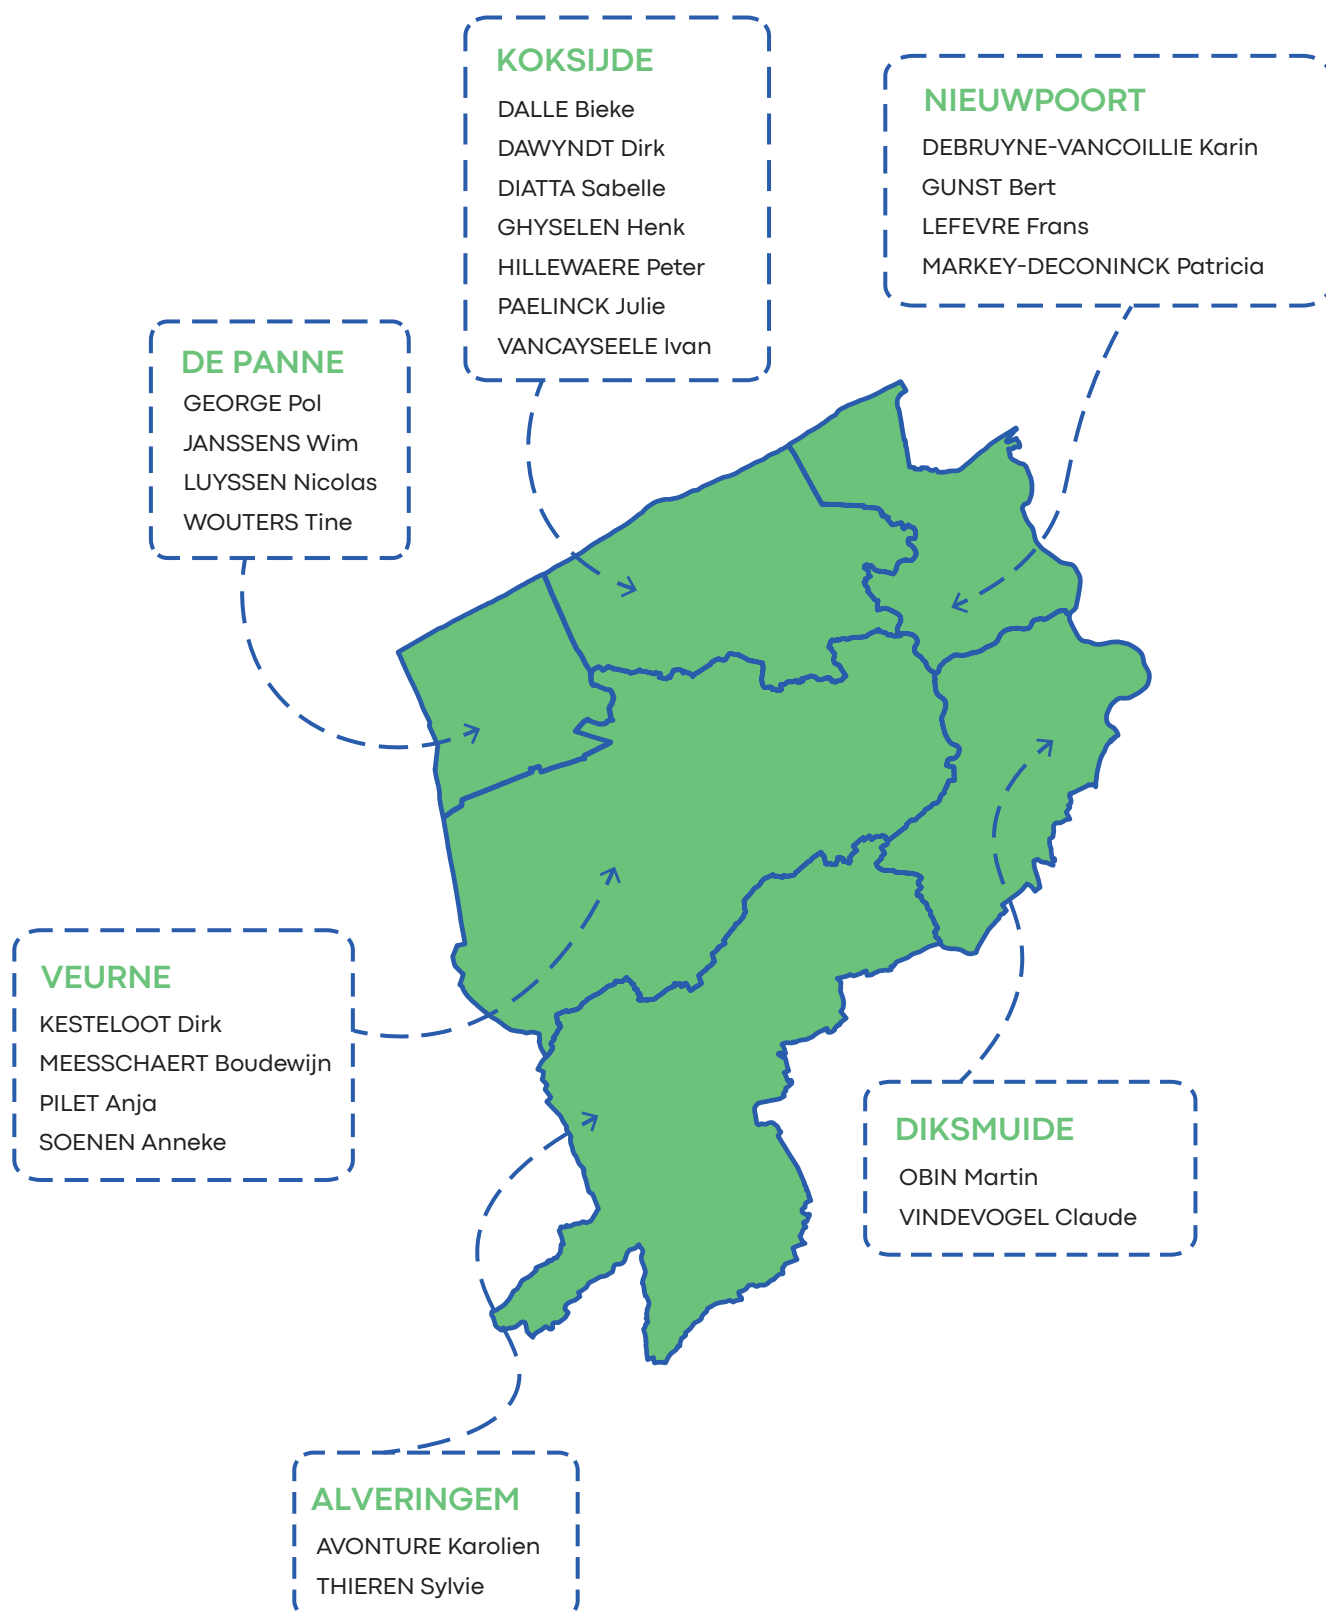 KOKSIJDE
DALLE Bieke
DAWYNDT Dirk
DIATTA Sabelle
GHYSELEN Henk
HILLEWAERE Peter
PAELINCK Julie
VANCAYSEELE Ivan
NIEUWPOORT
DEBRUYNE-VANCOILLIE Karin
GUNST Bert
LEFEVRE Frans
MARKEY-DECONINCK Patricia
DE PANNE
GEORGE Pol
JANSSENS Wim
LUYSSEN Nicolas
WOUTERS Tine
VEURNE
KESTELOOT Dirk
MEESSCHAERT Boudewijn
PILET Anja
SOENEN Anneke
DIKSMUIDE
OBIN Martin
VINDEVOGEL Claude
ALVERINGEM
AVONTURE Karolien
THIEREN Sylvie